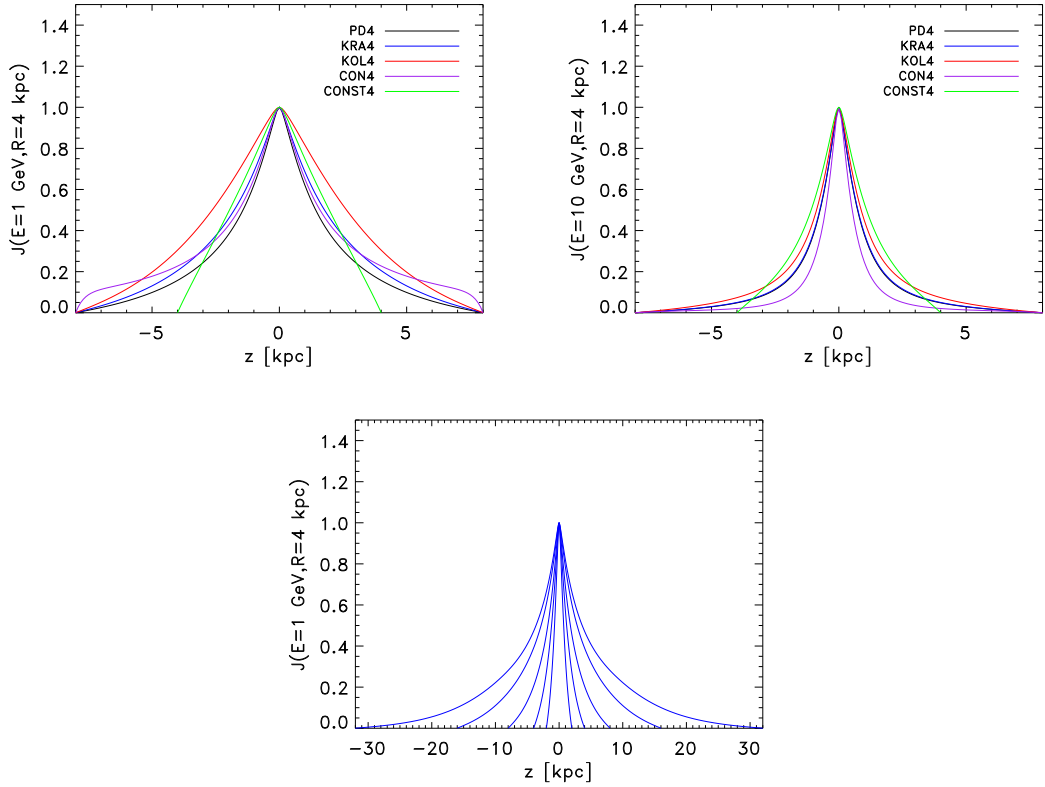 J(E=1 GeV,R=4 kpc)
1.4
1.2
1.0
0.8
0.6
0.4
0.2
0.0
PD4
KRA4
KOL4
CON4
CONST4
−5 0 5
z [kpc]
J(E=10 GeV,R=4 kpc)
1.4
1.2
1.0
0.8
0.6
0.4
0.2
0.0
PD4
KRA4
KOL4
CON4
CONST4
−5 0 5
z [kpc]
J(E=1 GeV,R=4 kpc)
1.4
1.2
1.0
0.8
0.6
0.4
0.2
0.0
−30 −20 −10 0 10 20 30
z [kpc]